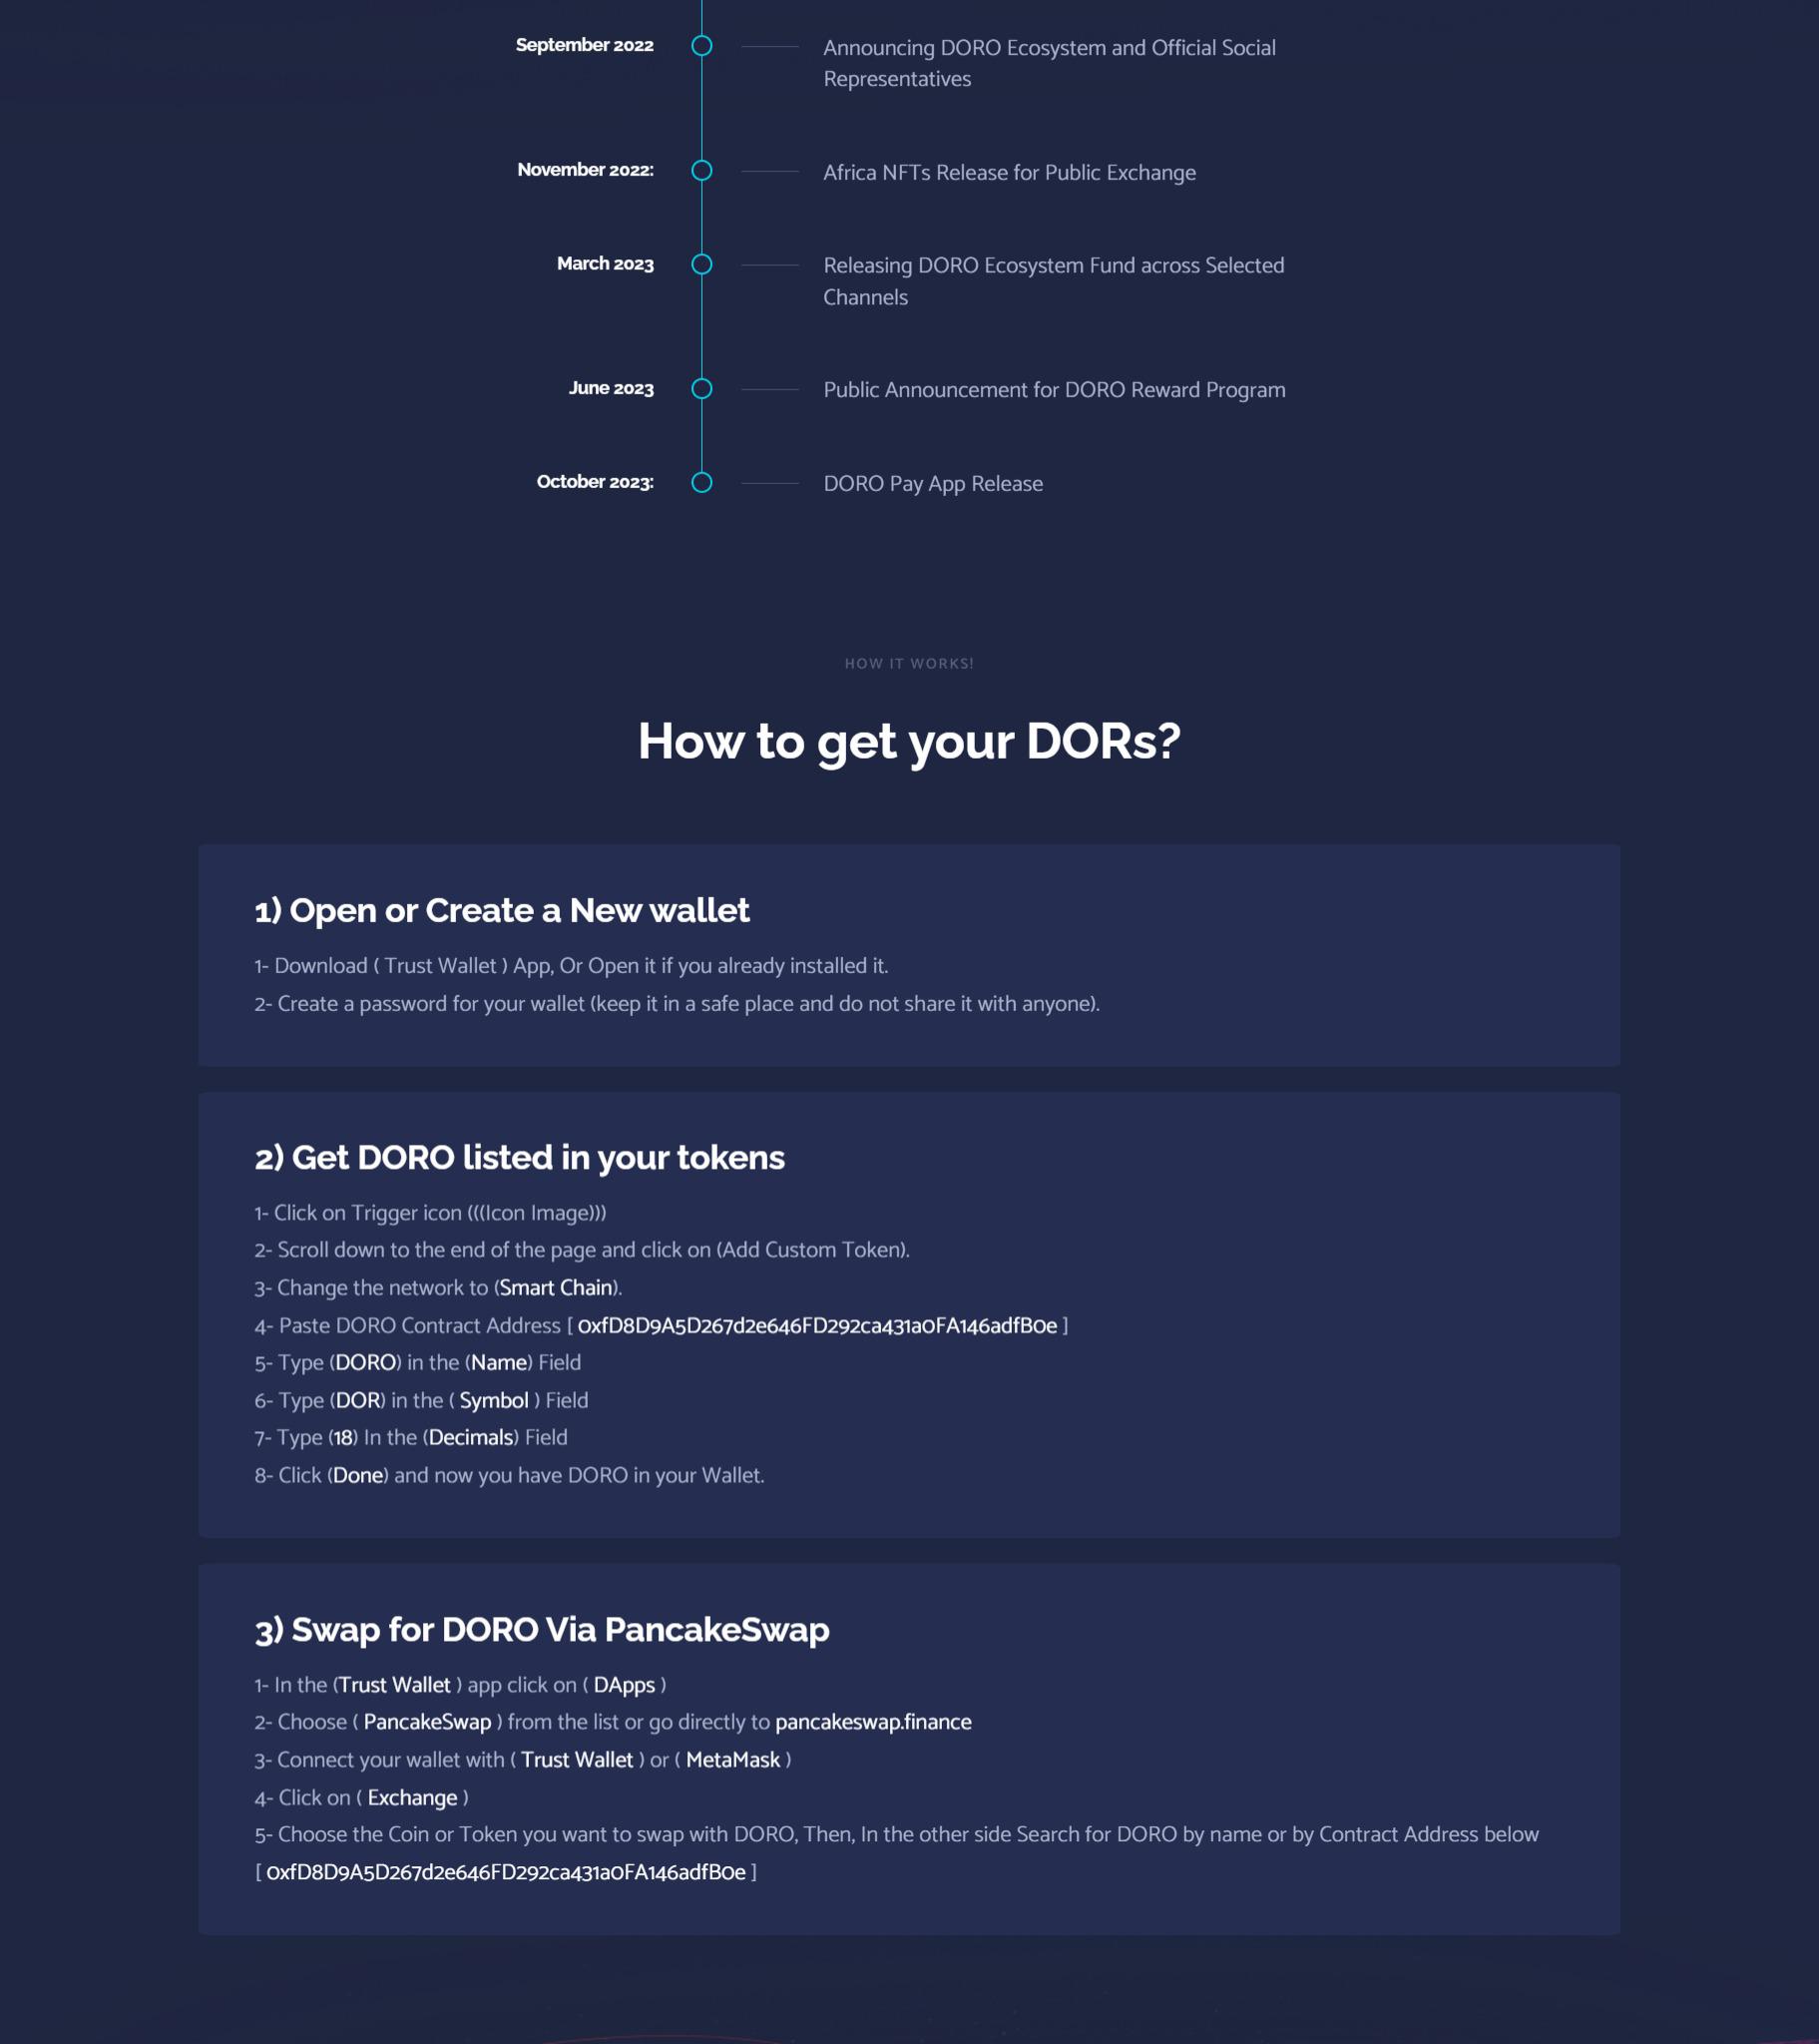 September 2022
Announcing DORO Ecosystem and Official Social
Representatives
November 2022:
Africa NFTs Release for Public Exchange
March 2023
Releasing DORO Ecosystem Fund across Selected
Channels
June 2023
Public Announcement for DORO Reward Program
October 2023:
DORO Pay App Release
HOW IT WORKS!
How to get your DORs?
1) Open or Create a New wallet
1- Download ( Trust Wallet ) App, Or Open it if you already installed it.
2- Create a password for your wallet (keep it in a safe place and do not share it with anyone).
2) Get DORO listed in your tokens
1- Click on Trigger icon (((Icon Image)))
2- Scroll down to the end of the page and click on (Add Custom Token).
3- Change the network to (Smart Chain).
4- Paste DORO Contract Address [ 0xfD8D9A5D267d2e646FD292ca431a0FA146adfB0e ]
5- Type (DORO) in the (Name) Field
6- Type (DOR) in the ( Symbol ) Field
7- Type (18) In the (Decimals) Field
8- Click (Done) and now you have DORO in your Wallet.
3) Swap for DORO Via PancakeSwap
1- In the (Trust Wallet ) app click on ( DApps )
2- Choose ( PancakeSwap ) from the list or go directly to pancakeswap.finance
3- Connect your wallet with ( Trust Wallet ) or ( MetaMask )
4- Click on ( Exchange )
5- Choose the Coin or Token you want to swap with DORO, Then, In the other side Search for DORO by name or by Contract Address below
[ 0xfD8D9A5D267d2e646FD292ca431a0FA146adfB0e ]